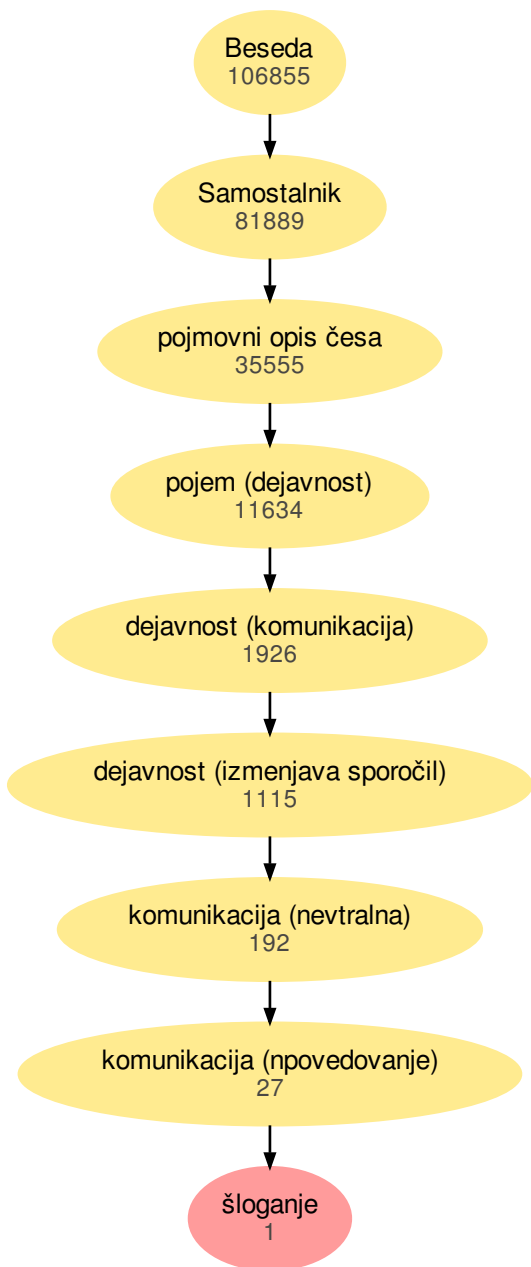 Beseda
106855
Samostalnik
81889
pojmovni opis česa
35555
pojem (dejavnost)
11634
dejavnost (komunikacija)
1926
dejavnost (izmenjava sporočil)
1115
komunikacija (nevtralna)
192
komunikacija (npovedovanje)
27
šloganje
1